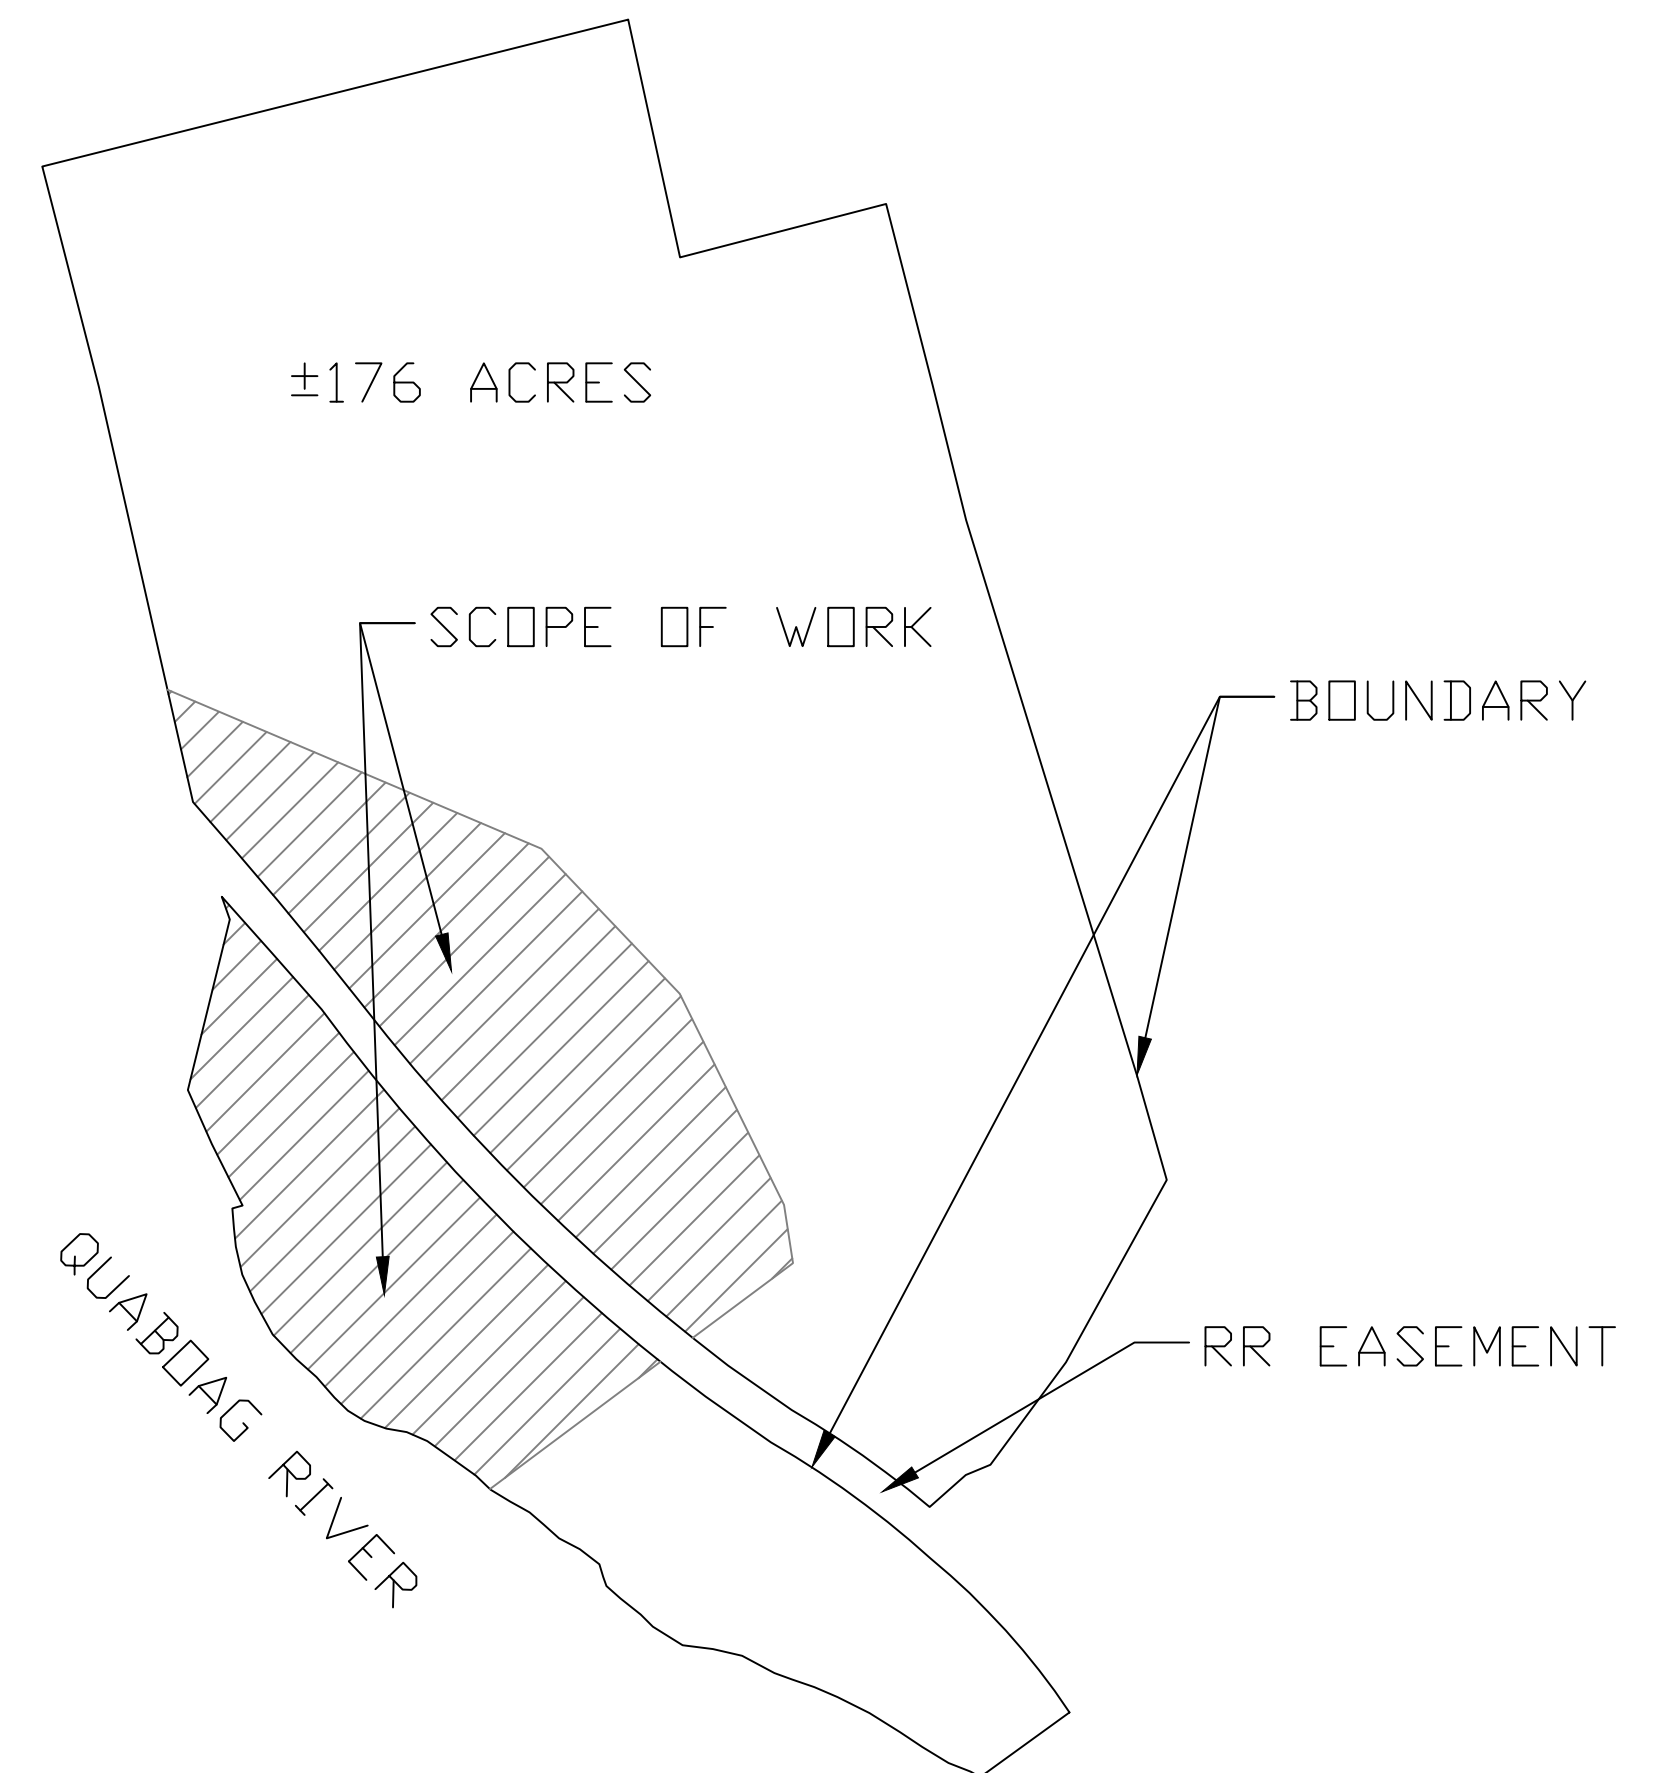 ±176 ACRES
SCOPE OF WORK
BOUNDARY
RR EASEMENT
QUABOAG RIVER